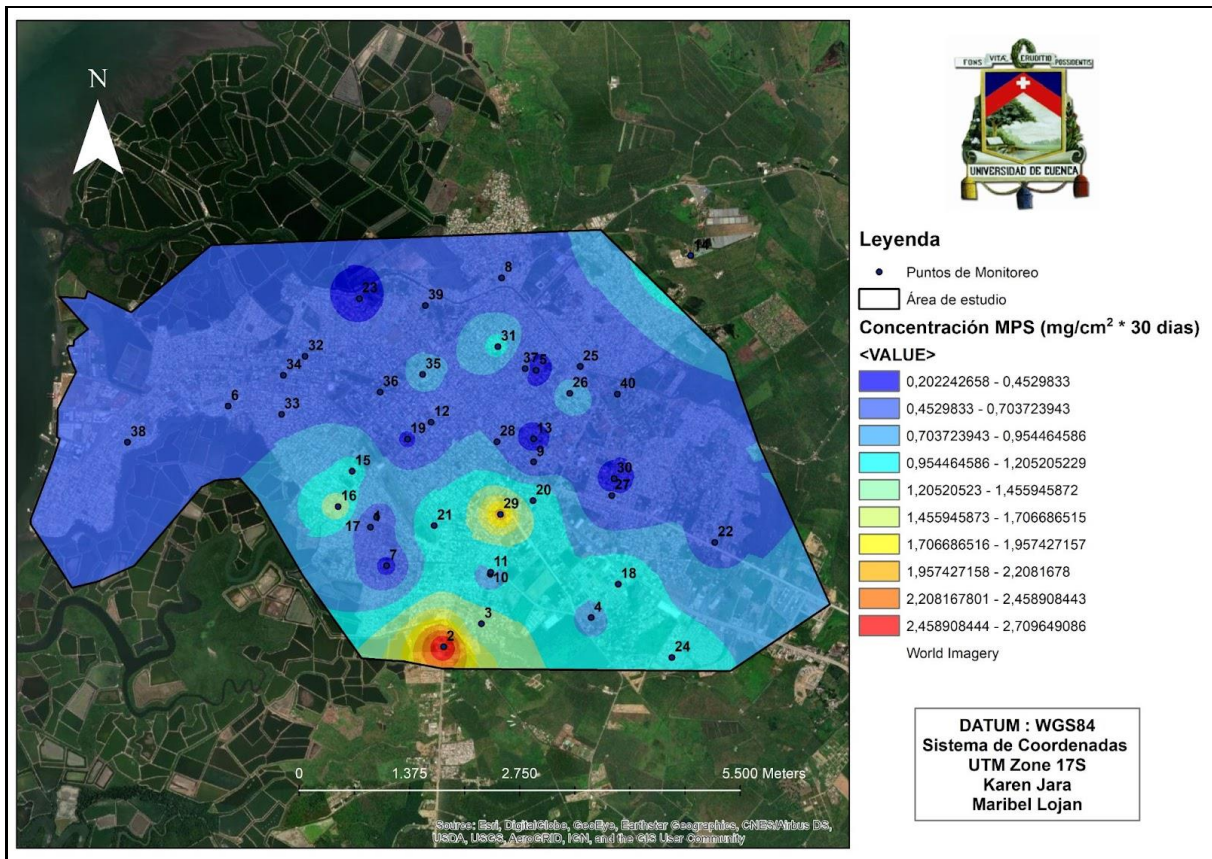 N
23
8
39
14
31
32
34
35
37
5
25
26
40
36
6
33
12
38
19
28
13
9
15
30
27
16
29
20
17
4
21
22
7
11
10
18
3
4
2
24
0 1.375 2.750 5.500 Meters
Source: Esri, DigitalGlobe, GeoEye, Earthstar Geographics, CNES/Airbus DS,
USDA, USGS, AeroGRID, IGN, and the GIS User Community
FONS VITÆ ERUDITIO POSSIDENTIS
UNIVERSIDAD DE CUENCA
Leyenda
Puntos de Monitoreo
Área de estudio
Concentración MPS (mg/cm² * 30 dias)
<VALUE>
0,202242658 - 0,4529833
0,4529833 - 0,703723943
0,703723943 - 0,954464586
0,954464586 - 1,205205229
1,20520523 - 1,455945872
1,455945873 - 1,706686515
1,706686516 - 1,957427157
1,957427158 - 2,2081678
2,208167801 - 2,458908443
2,458908444 - 2,709649086
World Imagery
DATUM : WGS84
Sistema de Coordenadas
UTM Zone 17S
Karen Jara
Maribel Lojan